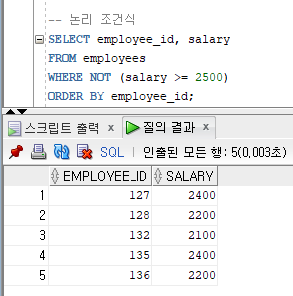 -- 논리 조건식
SELECT employee_id, salary
FROM employees
WHERE NOT (salary >= 2500)
ORDER BY employee_id;
스크립트 출력 × 질의 결과 ×
SQL | 인출된 모든 행: 5(0,003초)
EMPLOYEE_ID SALARY
1 127 2400
2 128 2200
3 132 2100
4 135 2400
5 136 2200